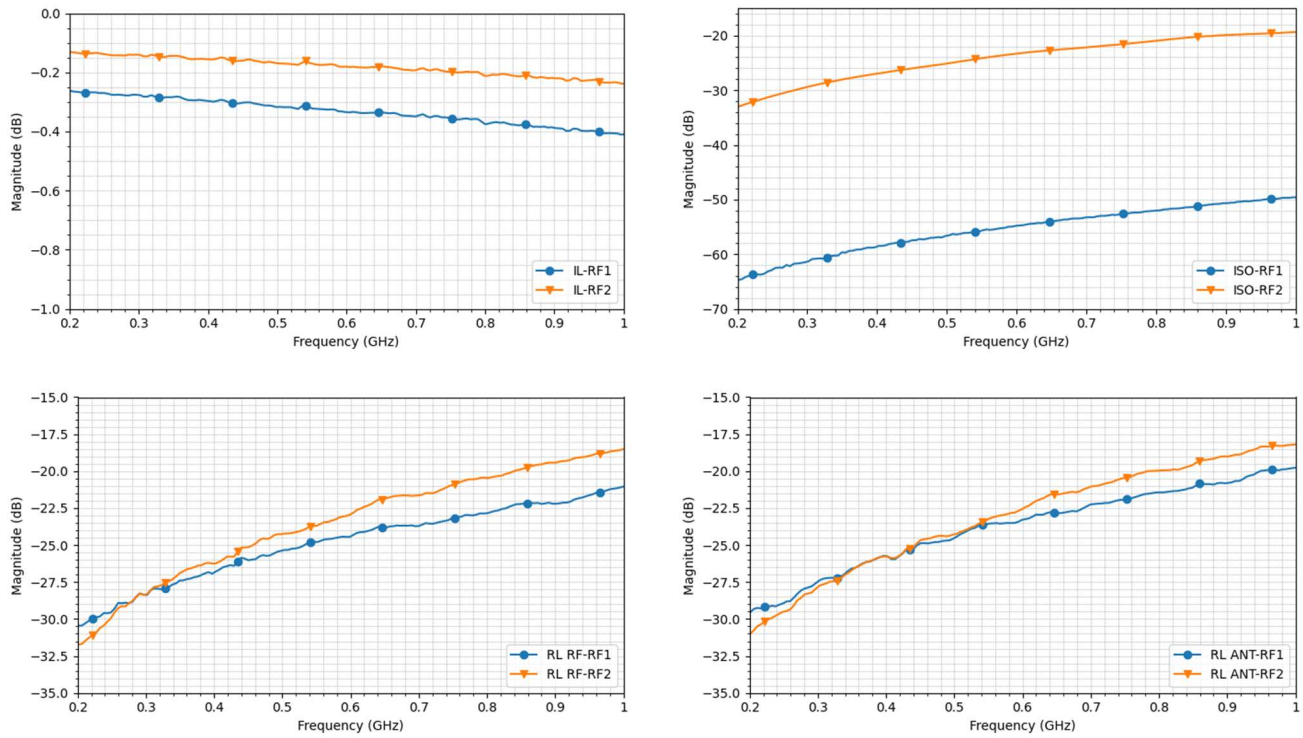 0.0
−0.2
−0.4
−0.6
−0.8
−1.0
Magnitude (dB)
0.2 0.3 0.4 0.5 0.6 0.7 0.8 0.9 1
Frequency (GHz)
IL-RF1
IL-RF2
−20
−30
−40
−50
−60
−70
Magnitude (dB)
0.2 0.3 0.4 0.5 0.6 0.7 0.8 0.9 1
Frequency (GHz)
ISO-RF1
ISO-RF2
−15.0
−17.5
−20.0
−22.5
−25.0
−27.5
−30.0
−32.5
−35.0
Magnitude (dB)
0.2 0.3 0.4 0.5 0.6 0.7 0.8 0.9 1
Frequency (GHz)
RL RF-RF1
RL RF-RF2
−15.0
−17.5
−20.0
−22.5
−25.0
−27.5
−30.0
−32.5
−35.0
Magnitude (dB)
0.2 0.3 0.4 0.5 0.6 0.7 0.8 0.9 1
Frequency (GHz)
RL ANT-RF1
RL ANT-RF2